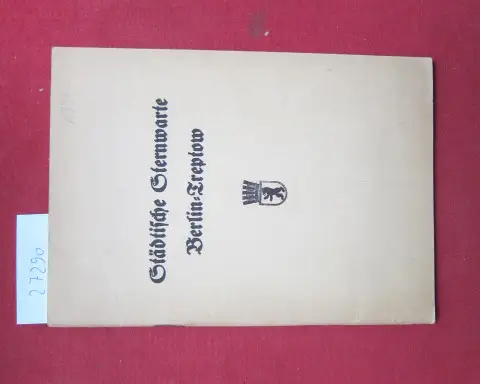 Städtische Sternwarte
Berlin-Treptow
27290